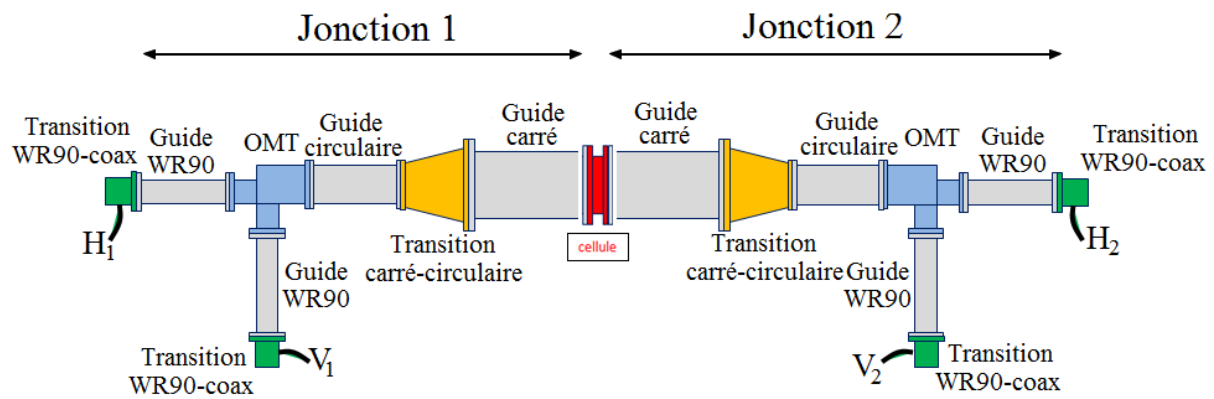 Jonction 1
Jonction 2
Transition
WR90-coax
Guide
WR90
OMT
Guide
circulaire
Guide
carré
Guide
carré
Guide
circulaire
OMT
Guide
WR90
Transition
WR90-coax
H1
Transition
carré-circulaire
cellule
Transition
carré-circulaire
H2
Guide
WR90
Guide
WR90
Transition
WR90-coax
V1
V2
Transition
WR90-coax